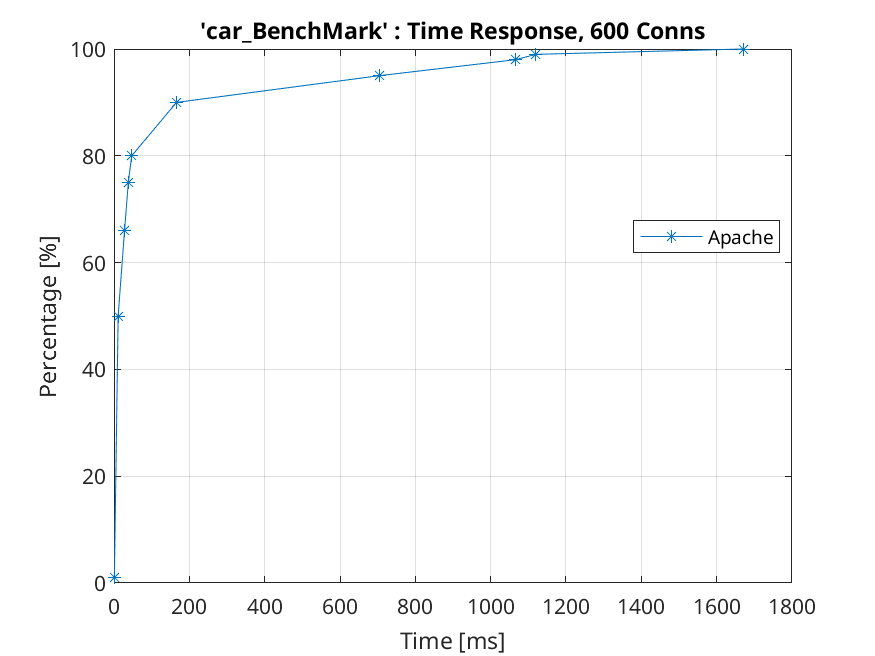 'car_BenchMark' : Time Response, 600 Conns
100
80
60
40
20
0
Percentage [%]
Apache
0 200 400 600 800 1000 1200 1400 1600 1800
Time [ms]